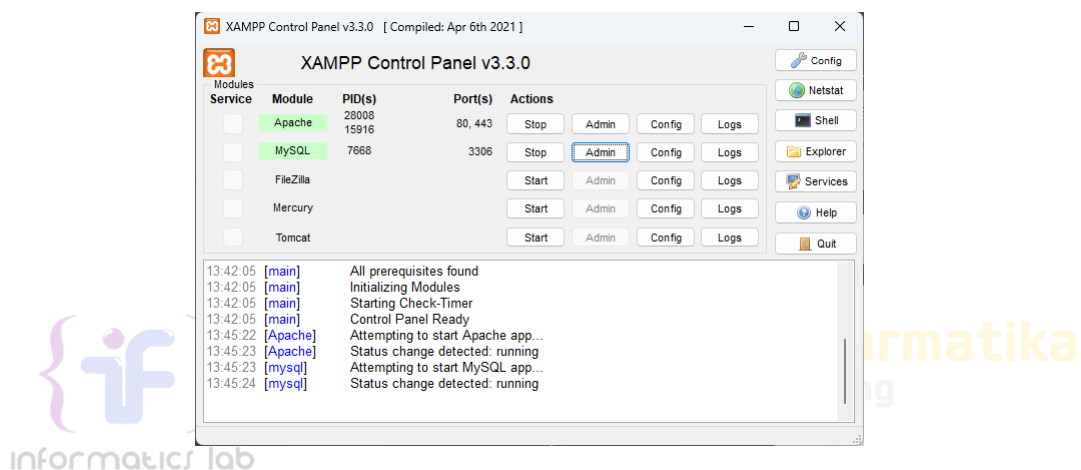 XAMPP Control Panel v3.3.0 [ Compiled: Apr 6th 2021 ]
XAMPP Control Panel v3.3.0
Config
Modules
Service Module PID(s) Port(s) Actions
Netstat
Apache 28008 15916 80, 443 Stop Admin Config Logs
Shell
MySQL 7668 3306 Stop Admin Config Logs
Explorer
FileZilla Start Admin Config Logs
Services
Mercury Start Admin Config Logs
Help
Tomcat Start Admin Config Logs
Quit
13:42:05 [main] All prerequisites found
13:42:05 [main] Initializing Modules
13:42:05 [main] Starting Check-Timer
13:42:05 [main] Control Panel Ready
13:45:22 [Apache] Attempting to start Apache app...
13:45:23 [Apache] Status change detected: running
13:45:23 [mysql] Attempting to start MySQL app...
13:45:24 [mysql] Status change detected: running
{ if
rmatika
informatics lab